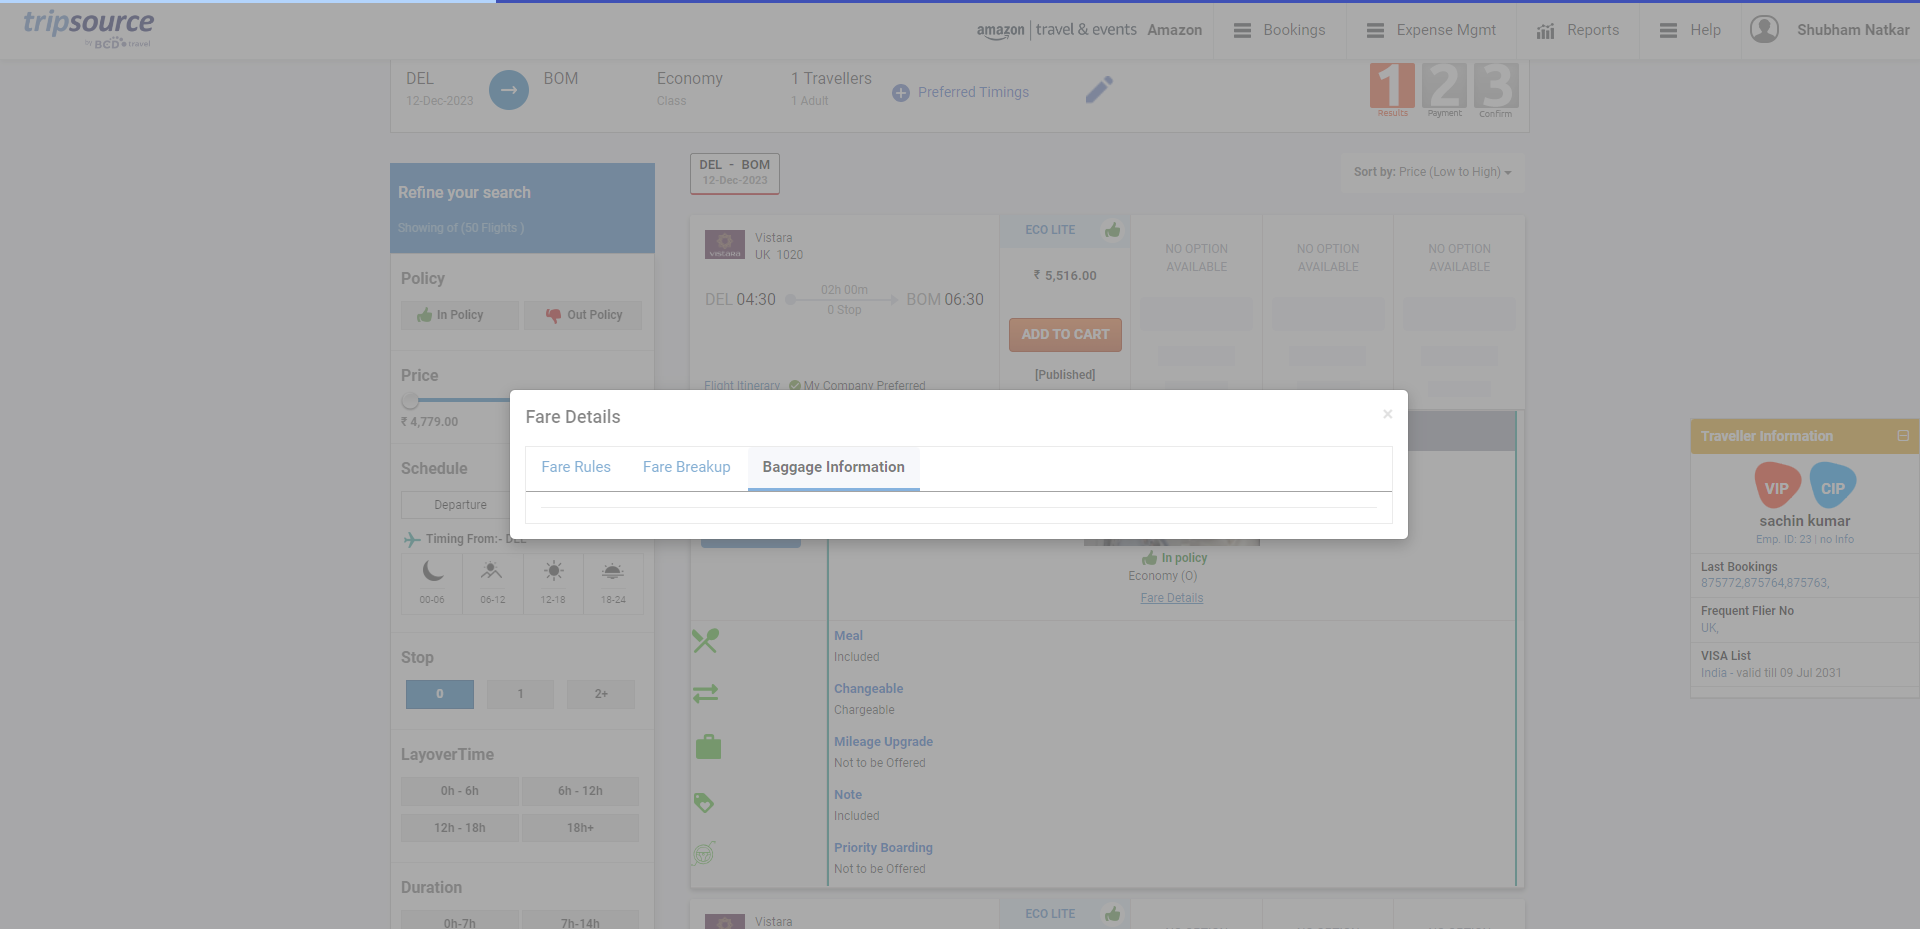 tripsource
by BCD travel
amazon | travel & events Amazon
Bookings
Expense Mgmt
Reports
Help
Shubham Natkar
DEL
12-Dec-2023
BOM
Economy
Class
1 Travellers
1 Adult
Preferred Timings
1 2 3
Results Payment Confirm
Refine your search
Showing of (50 Flights )
Policy
In Policy
Out Policy
Price
₹ 4,779.00
Schedule
Departure
Timing From:- DEL
00-06 06-12 12-18 18-24
Stop
0 1 2+
LayoverTime
0h - 6h 6h - 12h
12h - 18h 18h+
Duration
0h-7h 7h-14h
DEL - BOM
12-Dec-2023
Sort by: Price (Low to High)
VISTARA
Vistara
UK 1020
DEL 04:30
02h 00m
0 Stop
BOM 06:30
Flight Itinerary My Company Preferred
ECO LITE
₹ 5,516.00
ADD TO CART
[Published]
NO OPTION
AVAILABLE
NO OPTION
AVAILABLE
NO OPTION
AVAILABLE
Fare Details
×
Fare Rules
Fare Breakup
Baggage Information
In policy
Economy (O)
Fare Details
Meal
Included
Changeable
Chargeable
Mileage Upgrade
Not to be Offered
Note
Included
Priority Boarding
Not to be Offered
Vistara
ECO LITE
Traveller Information
VIP CIP
sachin kumar
Emp. ID: 23 | no Info
Last Bookings
875772,875764,875763,
Frequent Flier No
UK,
VISA List
India - valid till 09 Jul 2031